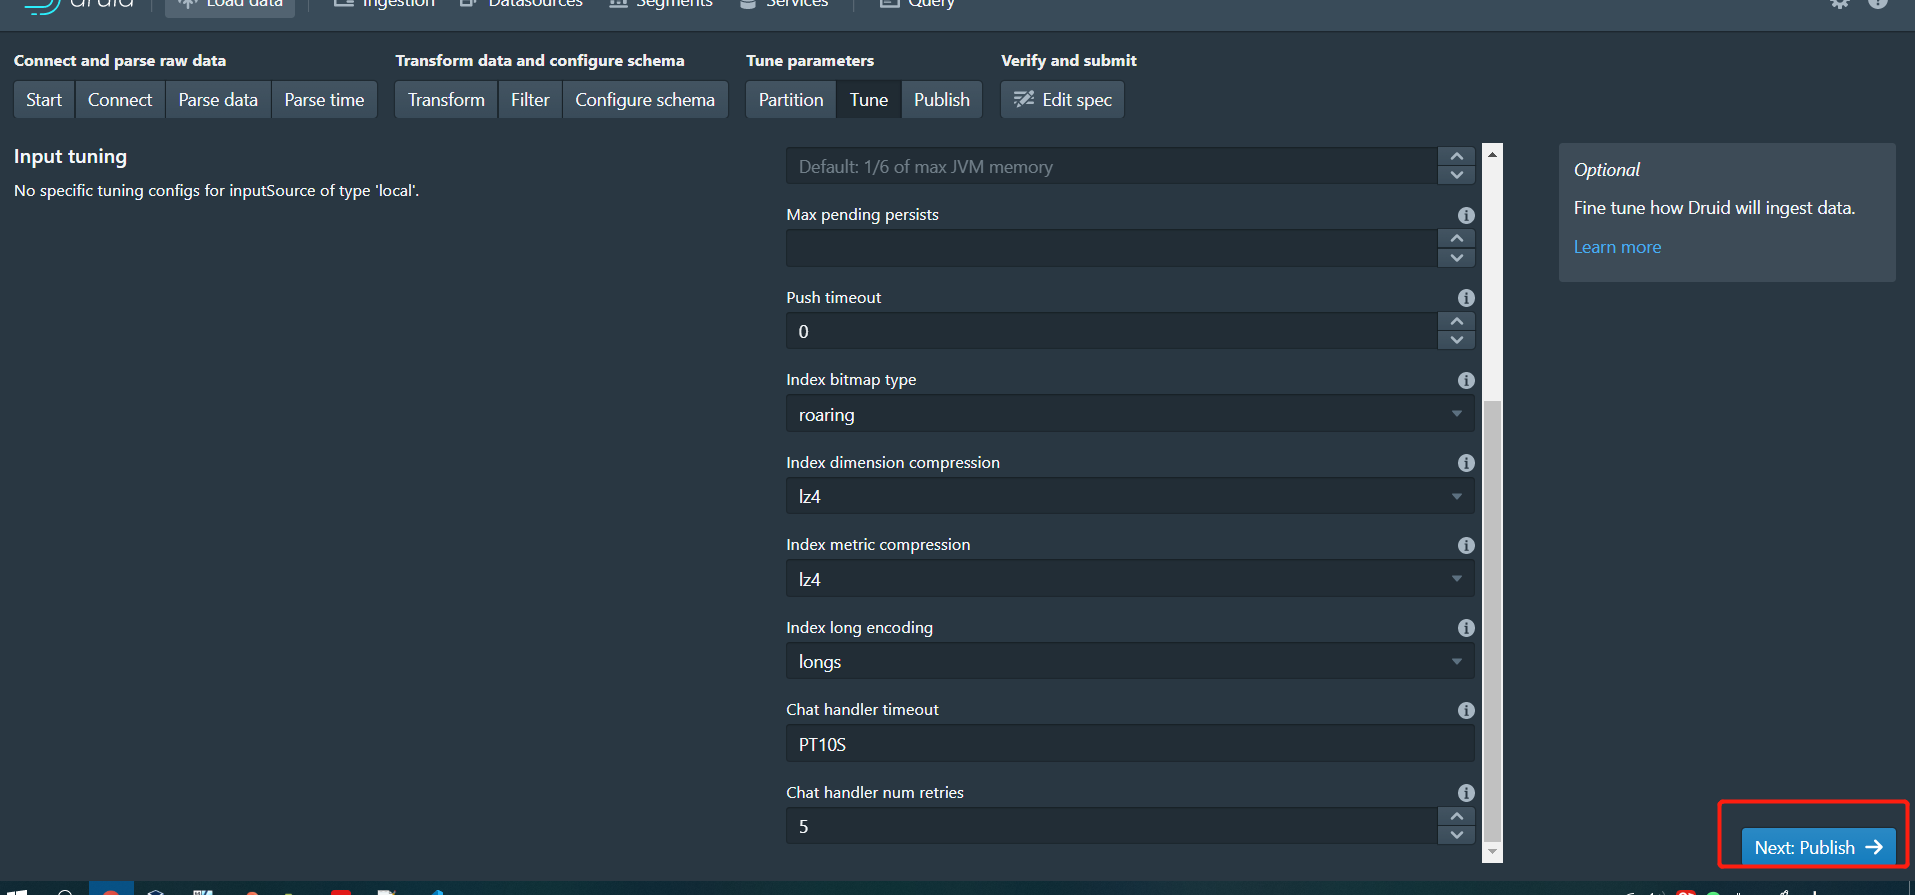 druid
Load data
Ingestion
Datasources
Segments
Services
Query
Connect and parse raw data
Transform data and configure schema
Tune parameters
Verify and submit
Start
Connect
Parse data
Parse time
Transform
Filter
Configure schema
Partition
Tune
Publish
Edit spec
Input tuning
No specific tuning configs for inputSource of type 'local'.
Default: 1/6 of max JVM memory
Max pending persists
Push timeout
0
Index bitmap type
roaring
Index dimension compression
lz4
Index metric compression
lz4
Index long encoding
longs
Chat handler timeout
PT10S
Chat handler num retries
5
Optional
Fine tune how Druid will ingest data.
Learn more
Next: Publish